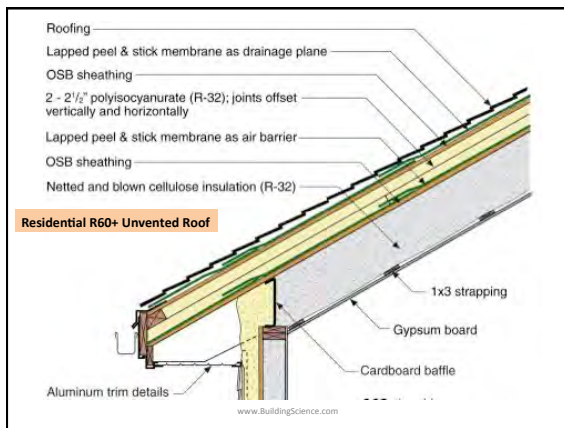 Roofing
Lapped peel & stick membrane as drainage plane
OSB sheathing
2 - 2 1/2" polyisocyanurate (R-32); joints offset
vertically and horizontally
Lapped peel & stick membrane as air barrier
OSB sheathing
Netted and blown cellulose insulation (R-32)
Residential R60+ Unvented Roof
1x3 strapping
Gypsum board
Cardboard baffle
Aluminum trim details
www.BuildingScience.com